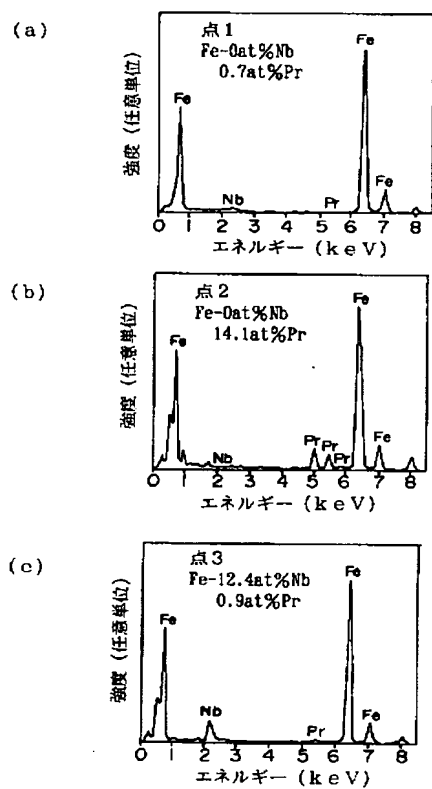 (a)
点1
Fe-0at%Nb
0.7at%Pr
強度(任意単位)
Fe
Nb
Pr
Fe
Fe
0 1 2 3 4 5 6 7 8
エネルギー(keV)
(b)
点2
Fe-0at%Nb
14.1at%Pr
強度(任意単位)
Fe
Nb
Pr
Pr
Pr
Fe
Fe
0 1 2 3 4 5 6 7 8
エネルギー(keV)
(c)
点3
Fe-12.4at%Nb
0.9at%Pr
強度(任意単位)
Fe
Nb
Pr
Fe
Fe
0 1 2 3 4 5 6 7 8
エネルギー(keV)